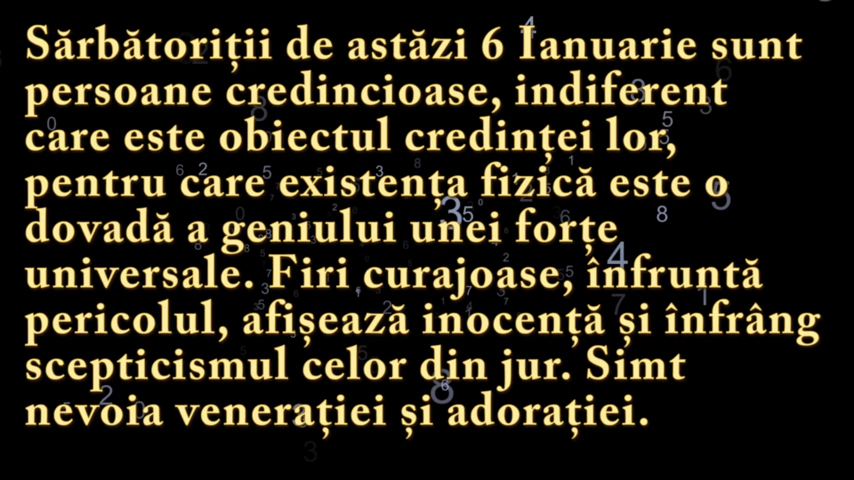 Sărbătoriții de astăzi 6 Ianuarie sunt
persoane credincioase, indiferent
care este obiectul credinței lor,
pentru care existența fizică este o
dovadă a geniului unei forțe
universale. Firi curajoase, înfruntă
pericolul, afișează inocență și înfrâng
scepticismul celor din jur. Simt
nevoia venerației și adorației.